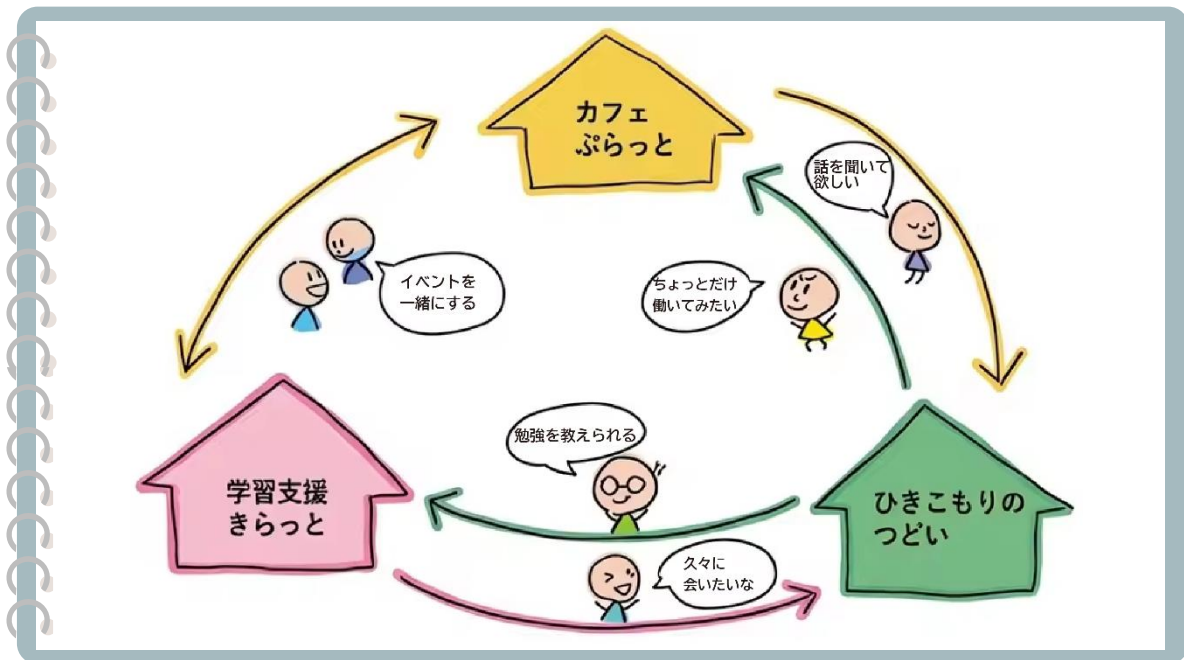 カフェ
ぷらっと
話を聞いて
欲しい
イベントを
一緒にする
ちょっとだけ
働いてみたい
勉強を教えられる
学習支援
きらっと
ひきこもりの
つどい
久々に
会いたいな